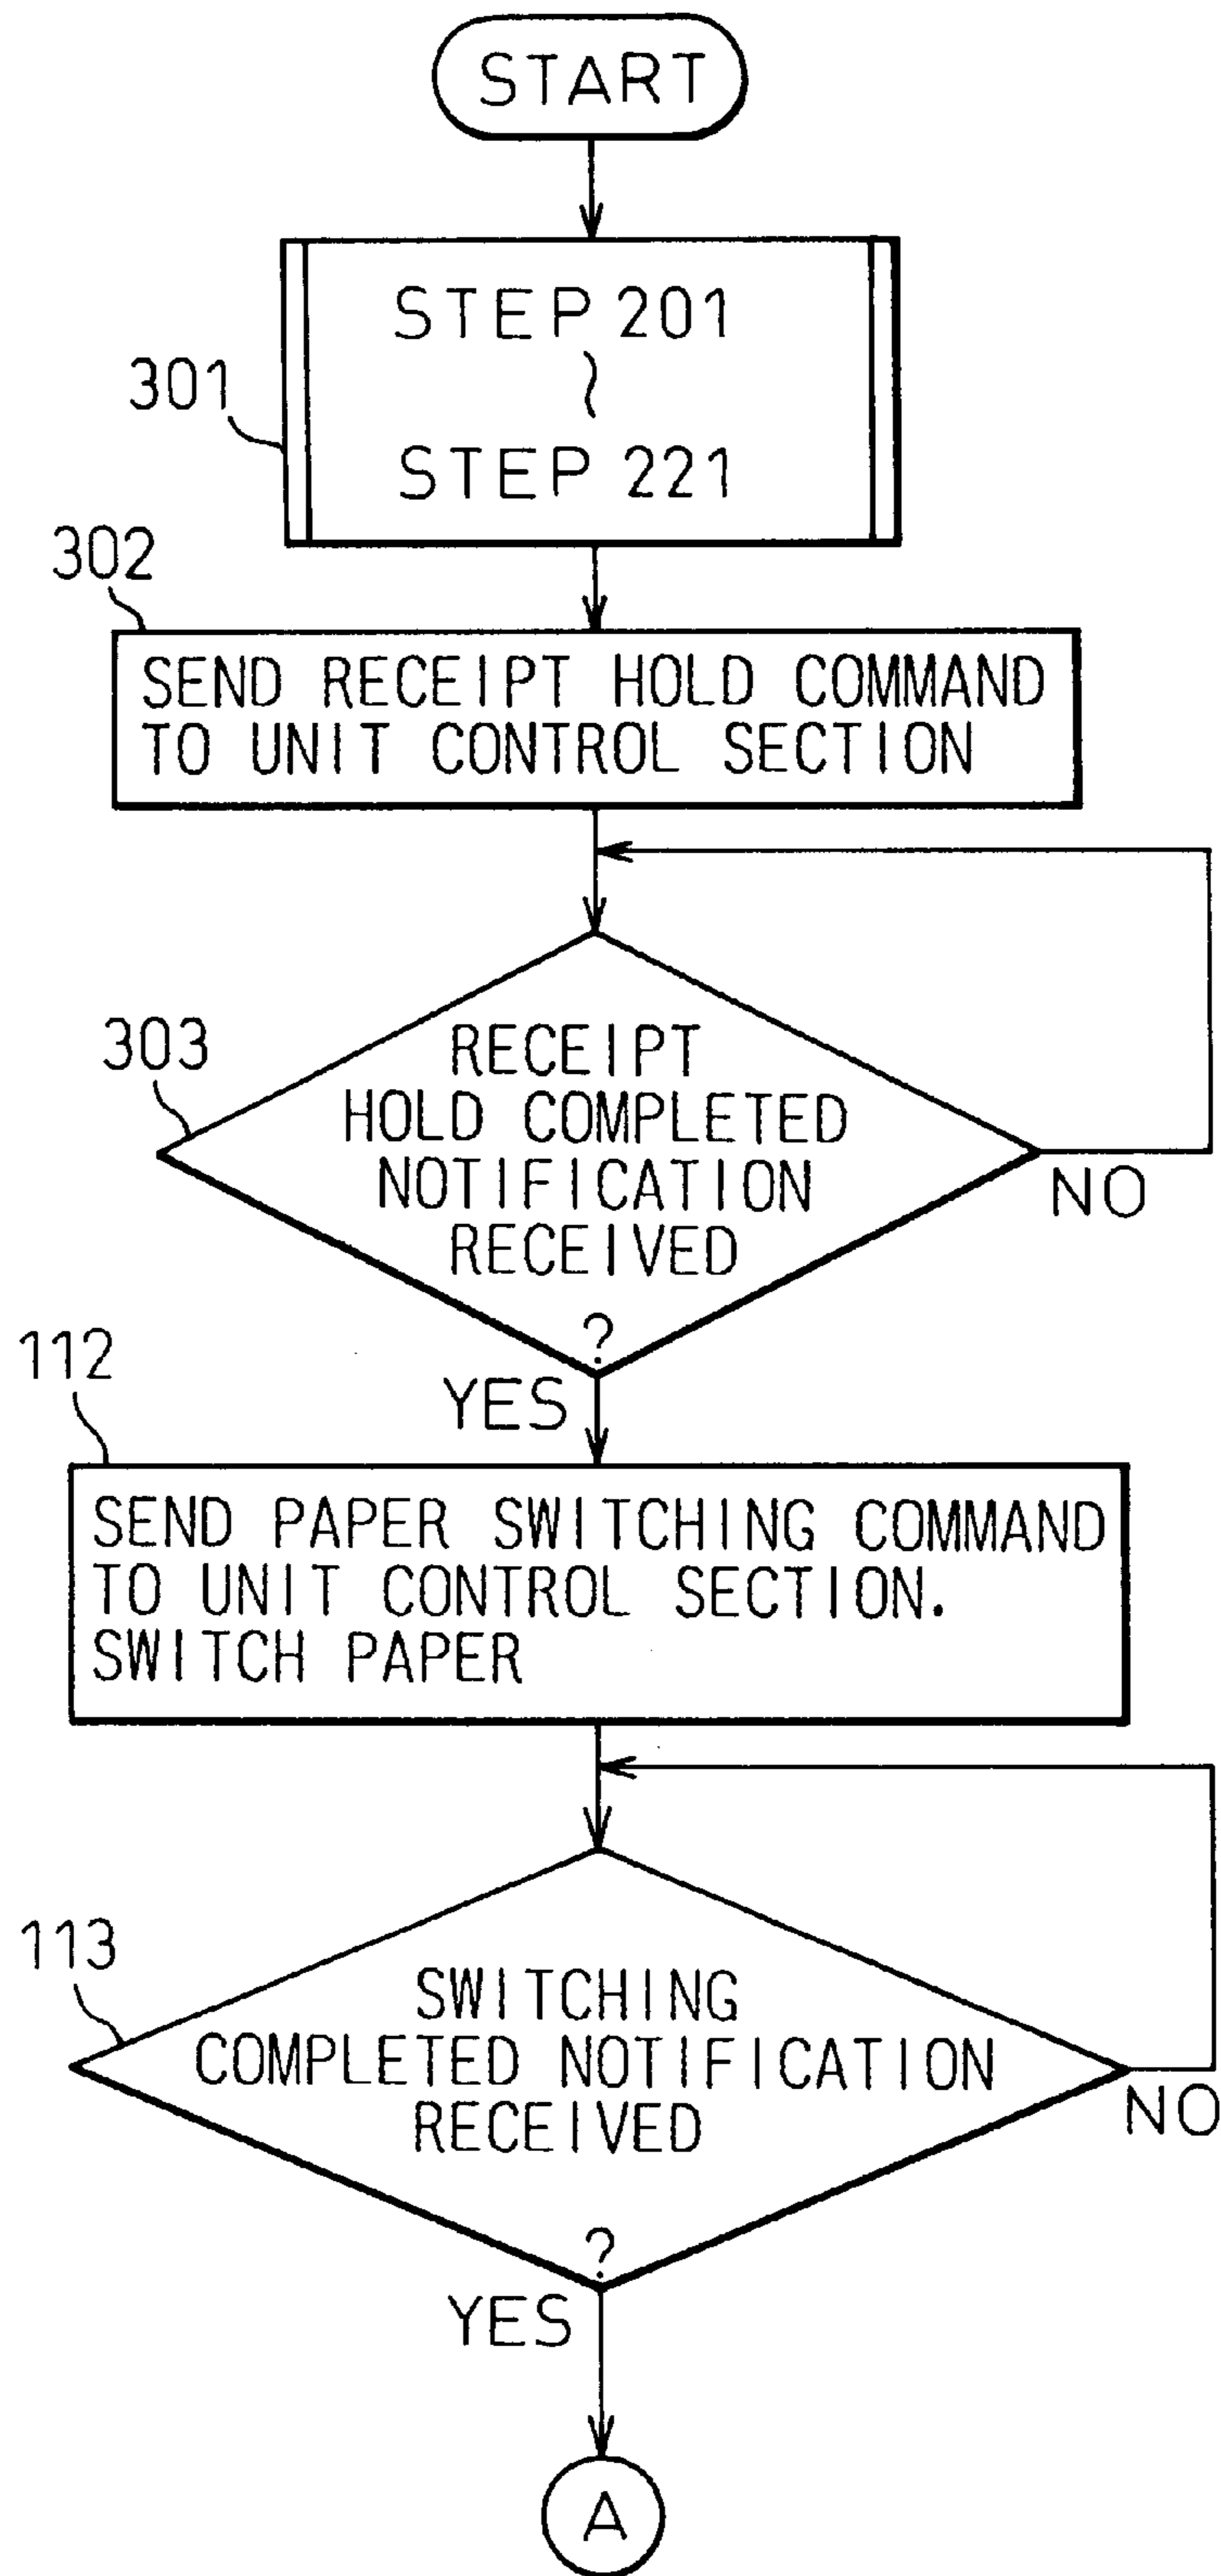 START
301
STEP 201
~
STEP 221
302
SEND RECEIPT HOLD COMMAND
TO UNIT CONTROL SECTION
303
RECEIPT
HOLD COMPLETED
NOTIFICATION
RECEIVED
?
NO
YES
112
SEND PAPER SWITCHING COMMAND
TO UNIT CONTROL SECTION.
SWITCH PAPER
113
SWITCHING
COMPLETED NOTIFICATION
RECEIVED
?
NO
YES
A